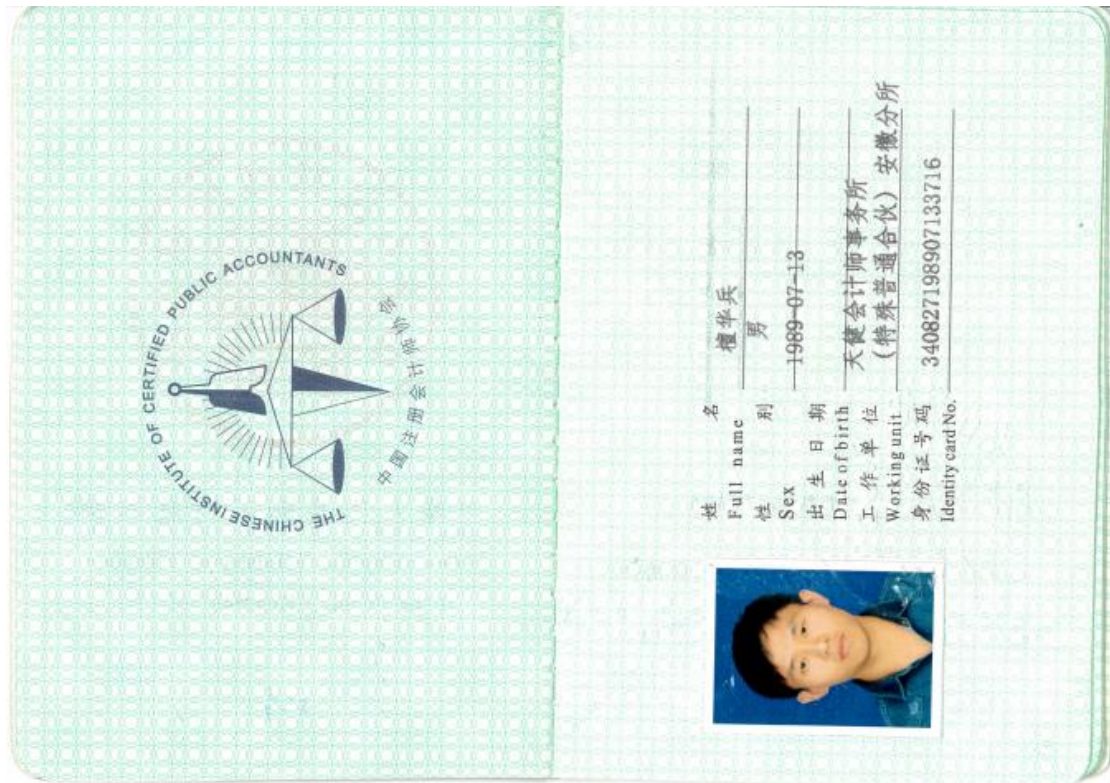 THE CHINESE INSTITUTE OF CERTIFIED PUBLIC ACCOUNTANTS
中国注册会计师协会
姓 名 檀华兵
Full name
性 别 男
Sex
出 生 日 期 1989-07-13
Date of birth
工 作 单 位 天健会计师事务所
Working unit (特殊普通合伙) 安徽分所
身 份 证 号 码 340827198907133716
Identity card No.